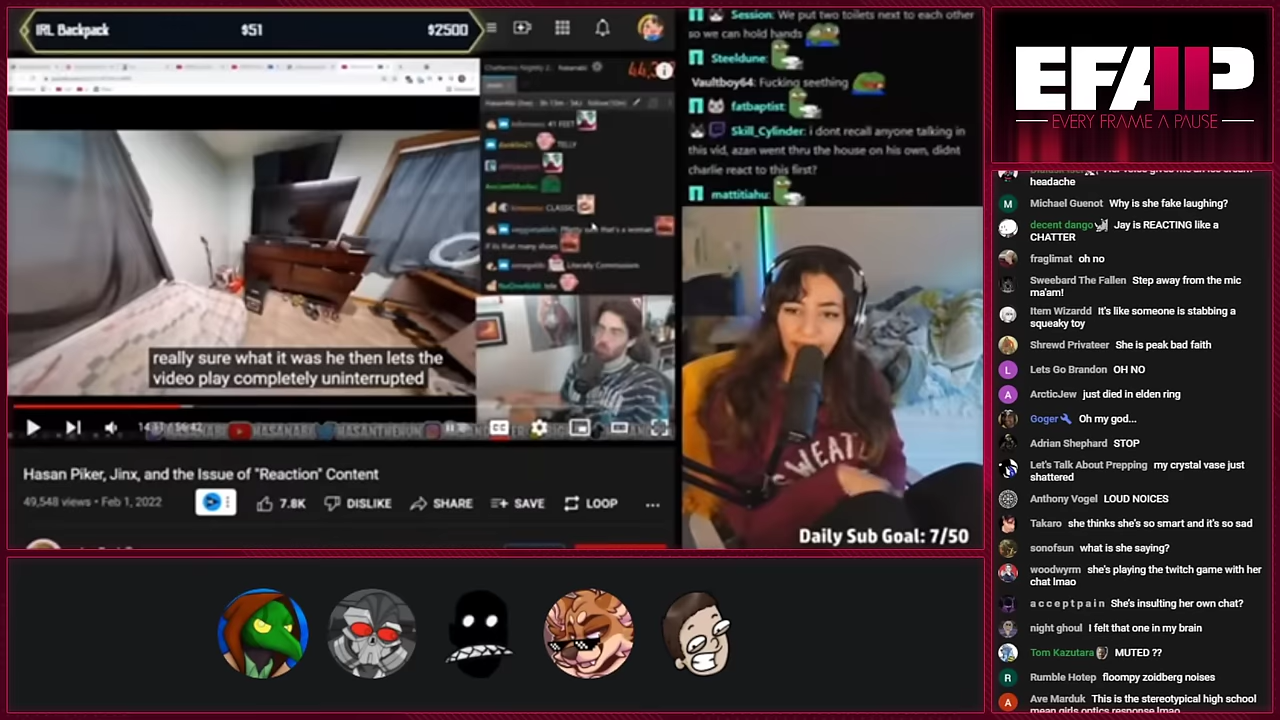 IRL Backpack $51 $2500
really sure what it was he then lets the
video play completely uninterrupted
Hasan Piker, Jinx, and the Issue of "Reaction" Content
49,548 views • Feb 1, 2022
7.8K DISLIKE SHARE SAVE LOOP
Session: We put two toilets next to each other
so we can hold hands
Steeldune:
Vaultboy64: Fucking seething
fatbaptist:
Skill_Cylinder: i dont recall anyone talking in
this vid, azan went thru the house on his own, didnt
charlie react to this first?
mattitiahu:
SWEAT
Daily Sub Goal: 7/50
EFAP
EVERY FRAME A PAUSE
headache
Michael Guenot Why is she fake laughing?
decent dango Jay is REACTING like a
CHATTER
fraglimat oh no
Sweebard The Fallen Step away from the mic
ma'am!
Item Wizardd It's like someone is stabbing a
squeaky toy
Shrewd Privateer She is peak bad faith
Lets Go Brandon OH NO
ArcticJew just died in elden ring
Goger Oh my god...
Adrian Shephard STOP
Let's Talk About Prepping my crystal vase just
shattered
Anthony Vogel LOUD NOICES
Takaro she thinks she's so smart and it's so sad
sonofsun what is she saying?
woodwyrm she's playing the twitch game with her
chat lmao
a c c e p t p a i n She's insulting her own chat?
night ghoul I felt that one in my brain
Tom Kazutara MUTED ??
Rumble Hotep floompy zoidberg noises
Ave Marduk This is the stereotypical high school
mean girls optics response lmao